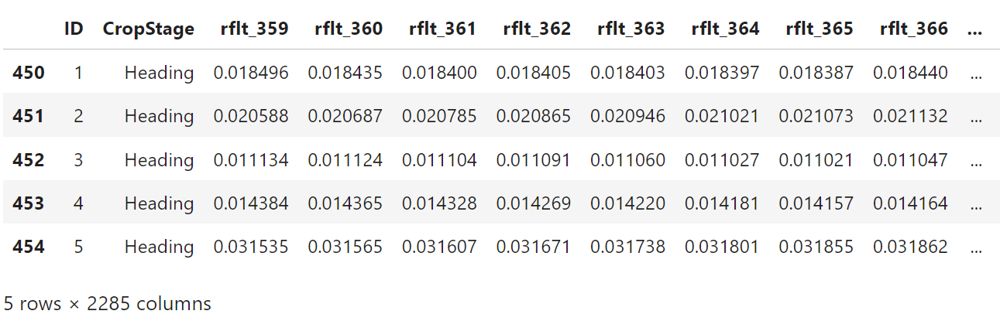 ID CropStage rflt_359 rflt_360 rflt_361 rflt_362 rflt_363 rflt_364 rflt_365 rflt_366 ...
450 1 Heading 0.018496 0.018435 0.018400 0.018405 0.018403 0.018397 0.018387 0.018440 ...
451 2 Heading 0.020588 0.020687 0.020785 0.020865 0.020946 0.021021 0.021073 0.021132 ...
452 3 Heading 0.011134 0.011124 0.011104 0.011091 0.011060 0.011027 0.011021 0.011047 ...
453 4 Heading 0.014384 0.014365 0.014328 0.014269 0.014220 0.014181 0.014157 0.014164 ...
454 5 Heading 0.031535 0.031565 0.031607 0.031671 0.031738 0.031801 0.031855 0.031862 ...
5 rows × 2285 columns